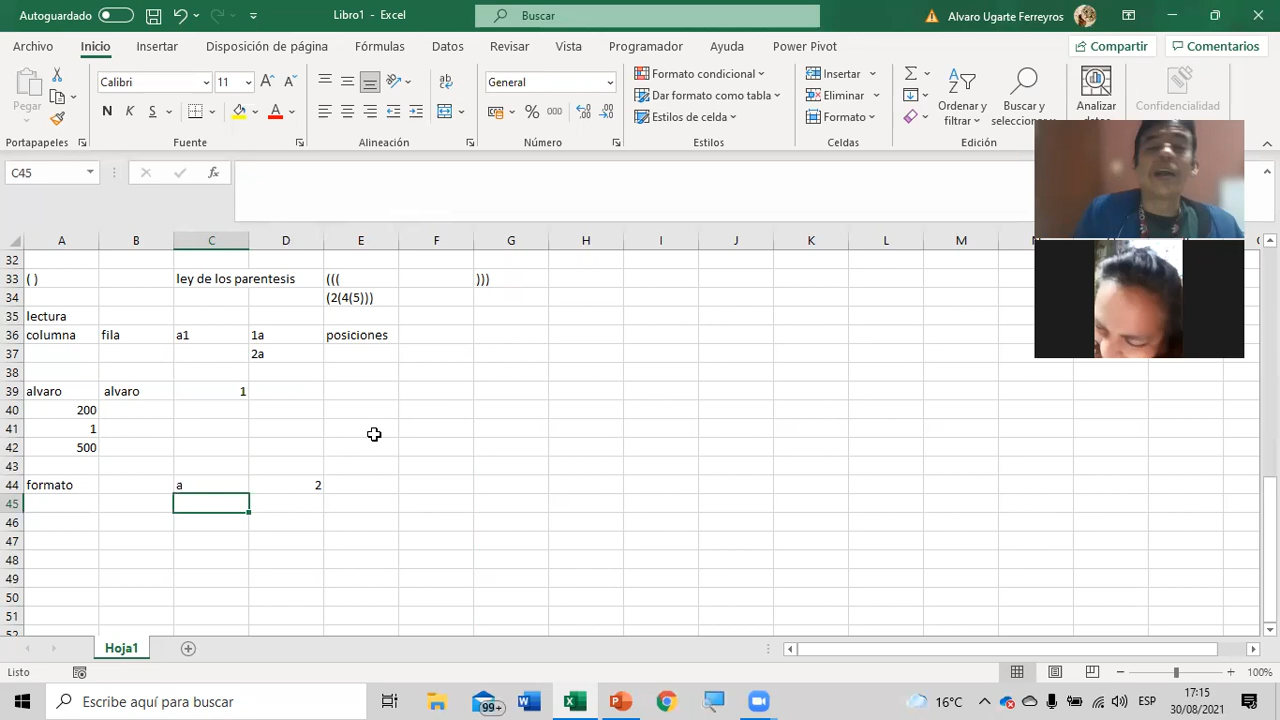 Autoguardado
Libro1 - Excel
Buscar
Alvaro Ugarte Ferreyros
Archivo Inicio Insertar Disposición de página Fórmulas Datos Revisar Vista Programador Ayuda Power Pivot
Compartir Comentarios
Pegar
Calibri 11
N K S
General
% 000
Formato condicional
Dar formato como tabla
Estilos de celda
Insertar
Eliminar
Formato
Ordenar y filtrar
Buscar y seleccionar
Analizar datos
Confidencialidad
Portapapeles Fuente Alineación Número Estilos Celdas Edición
C45
A B C D E F G H I J K L M
32
33 ( ) ley de los parentesis ((( )))
34 (2(4(5)))
35 lectura
36 columna fila a1 1a posiciones
37 2a
38
39 alvaro alvaro 1
40 200
41 1
42 500
43
44 formato a 2
45
46
47
48
49
50
51
52
Hoja1
Listo
100%
Escribe aquí para buscar
99+
16°C
ESP
17:15
30/08/2021